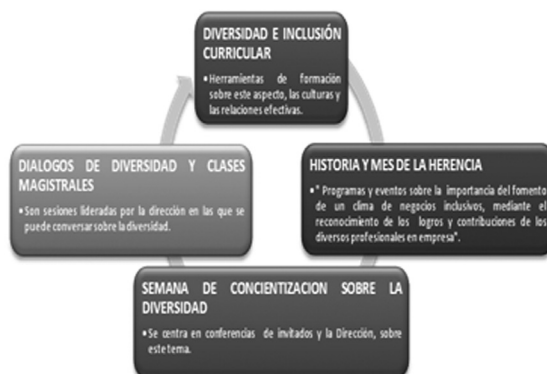 DIVERSIDAD E INCLUSIÓN
CURRICULAR
▪Herramientas de formación
sobre este aspecto, las culturas y
las relaciones efectivas.
HISTORIA Y MES DE LA HERENCIA
▪" Programas y eventos sobre la importancia del fomento
de un clima de negocios inclusivos, mediante el
reconocimiento de los logros y contribuciones de los
diversos profesionales en empresa".
SEMANA DE CONCIENTIZACION SOBRE LA
DIVERSIDAD
▪Se centra en conferencias de invitados y la Dirección, sobre
este tema.
DIALOGOS DE DIVERSIDAD Y CLASES
MAGISTRALES
▪Son sesiones lideradas por la dirección en las que se
puede conversar sobre la diversidad.